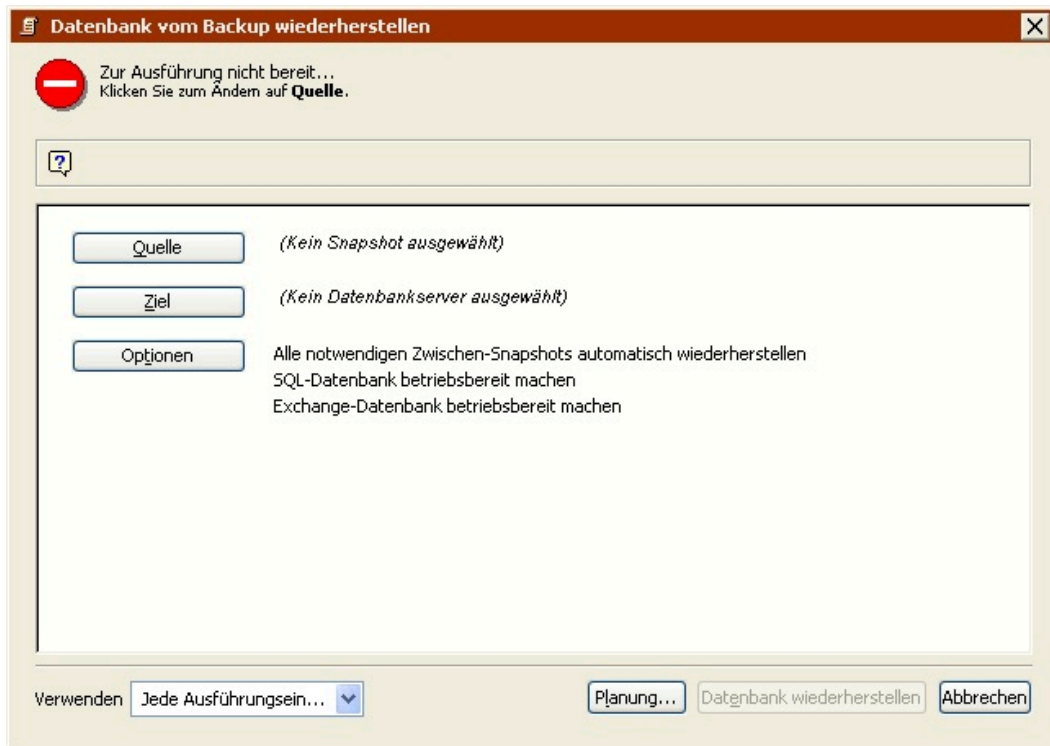 Datenbank vom Backup wiederherstellen
Zur Ausführung nicht bereit...
Klicken Sie zum Ändern auf Quelle.
?
Quelle (Kein Snapshot ausgewählt)
Ziel (Kein Datenbankserver ausgewählt)
Optionen Alle notwendigen Zwischen-Snapshots automatisch wiederherstellen
SQL-Datenbank betriebsbereit machen
Exchange-Datenbank betriebsbereit machen
Verwenden Jede Ausführungsein... Planung... Datenbank wiederherstellen Abbrechen